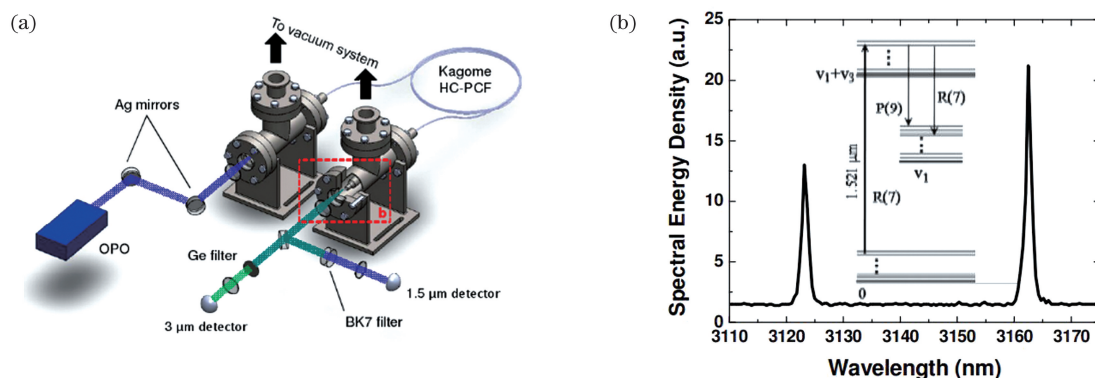 (a)
To vacuum system
Kagome
HC-PCF
Ag mirrors
OPO
b
Ge filter
3 μm detector
BK7 filter
1.5 μm detector
(b)
Spectral Energy Density (a.u.)
25
20
15
10
5
0
3110 3120 3130 3140 3150 3160 3170
Wavelength (nm)
ν₁+ν₃
P(9)
R(7)
ν₁
1.521 μm
R(7)
0